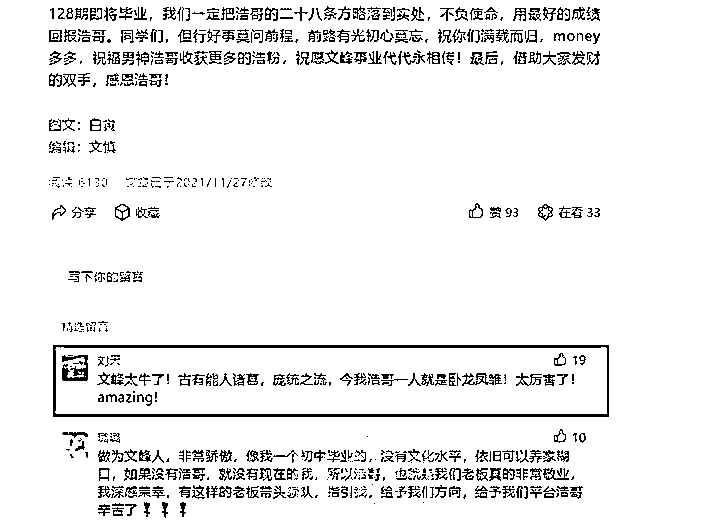 128期即将毕业，我们一定把浩哥的二十八条方略落到实处，不负使命，用最好的成绩
回报浩哥。同学们，但行好事莫问前程，前路有光初心莫忘，祝你们满载而归，money
多多，祝福男神浩哥收获更多的浩粉，祝愿文峰事业代代永相传！最后，借助大家发财
的双手，感恩浩哥！
图文：白寅
编辑：文慎
阅读 6130 文章已于2021/11/27修改
分享 收藏 赞 93 在看 33
写下你的留言
精选留言
刘天 19
文峰太牛了！古有能人诸葛，庞统之流，今我浩哥一人就是卧龙凤雏！太厉害了！
amazing!
10
做为文峰人，非常骄傲，像我一个初中毕业的，没有文化水平，依旧可以养家糊
口，如果没有浩哥，就没有现在的我，所以浩哥，也就是我们老板真的非常敬业，
我深感荣幸，有这样的老板带头领队，指引我，给予我们方向，给予我们平台浩哥
辛苦了❢❢❢